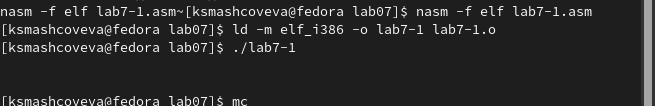 nasm -f elf lab7-1.asm~[ksmashcoveva@fedora lab07]$ nasm -f elf lab7-1.asm
[ksmashcoveva@fedora lab07]$ ld -m elf_i386 -o lab7-1 lab7-1.o
[ksmashcoveva@fedora lab07]$ ./lab7-1
[ksmashcoveva@fedora lab07]$ mc